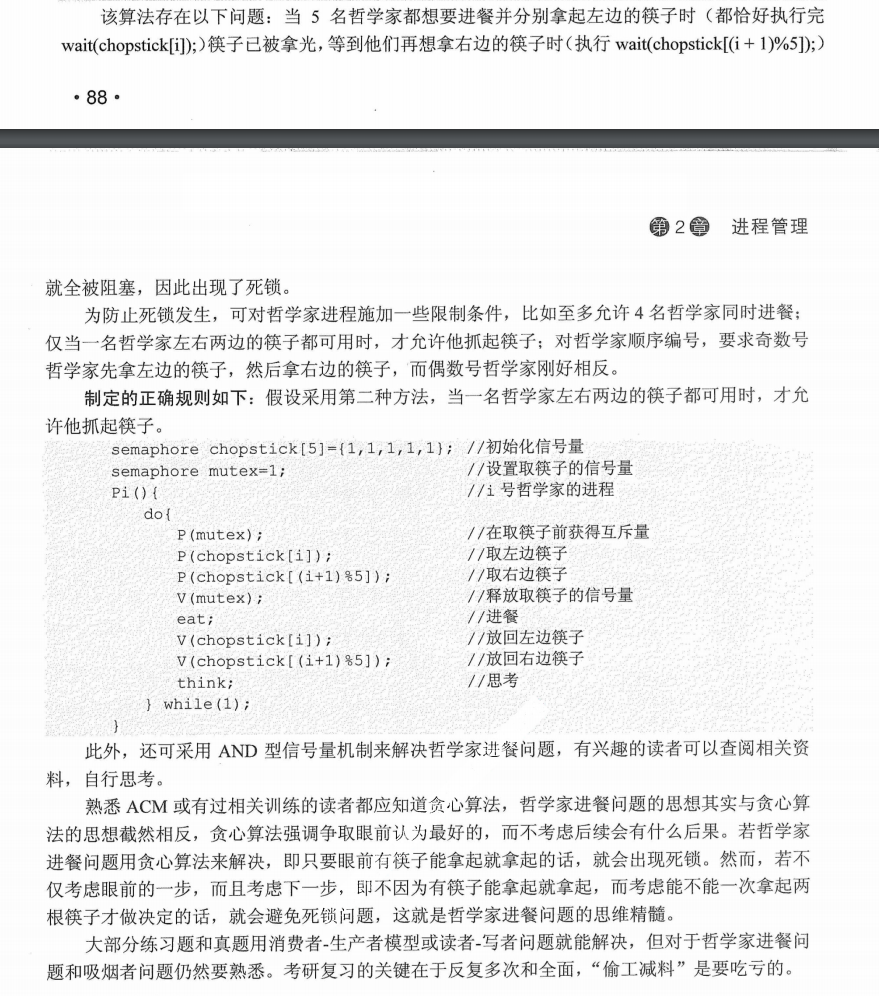 该算法存在以下问题：当 5 名哲学家都想要进餐并分别拿起左边的筷子时（都恰好执行完
wait(chopstick[i]);)筷子已被拿光，等到他们再想拿右边的筷子时(执行 wait(chopstick[(i + 1)%5]);)
• 88 •
第 2 章 进程管理
就全被阻塞，因此出现了死锁。
为防止死锁发生，可对哲学家进程施加一些限制条件，比如至多允许 4 名哲学家同时进餐；
仅当一名哲学家左右两边的筷子都可用时，才允许他抓起筷子；对哲学家顺序编号，要求奇数号
哲学家先拿左边的筷子，然后拿右边的筷子，而偶数号哲学家刚好相反。
制定的正确规则如下：假设采用第二种方法，当一名哲学家左右两边的筷子都可用时，才允
许他抓起筷子。
semaphore chopstick[5]={1,1,1,1,1}; //初始化信号量
semaphore mutex=1; //设置取筷子的信号量
Pi(){ //i 号哲学家的进程
do{
P(mutex); //在取筷子前获得互斥量
P(chopstick[i]); //取左边筷子
P(chopstick[(i+1)%5]); //取右边筷子
V(mutex); //释放取筷子的信号量
eat; //进餐
V(chopstick[i]); //放回左边筷子
V(chopstick[(i+1)%5]); //放回右边筷子
think; //思考
} while(1);
}
此外，还可采用 AND 型信号量机制来解决哲学家进餐问题，有兴趣的读者可以查阅相关资
料，自行思考。
熟悉 ACM 或有过相关训练的读者都应知道贪心算法，哲学家进餐问题的思想其实与贪心算
法的思想截然相反，贪心算法强调争取眼前认为最好的，而不考虑后续会有什么后果。若哲学家
进餐问题用贪心算法来解决，即只要眼前有筷子能拿起就拿起的话，就会出现死锁。然而，若不
仅考虑眼前的一步，而且考虑下一步，即不因为有筷子能拿起就拿起，而考虑能不能一次拿起两
根筷子才做决定的话，就会避免死锁问题，这就是哲学家进餐问题的思维精髓。
大部分练习题和真题用消费者-生产者模型或读者-写者问题就能解决，但对于哲学家进餐问
题和吸烟者问题仍然要熟悉。考研复习的关键在于反复多次和全面，“偷工减料”是要吃亏的。